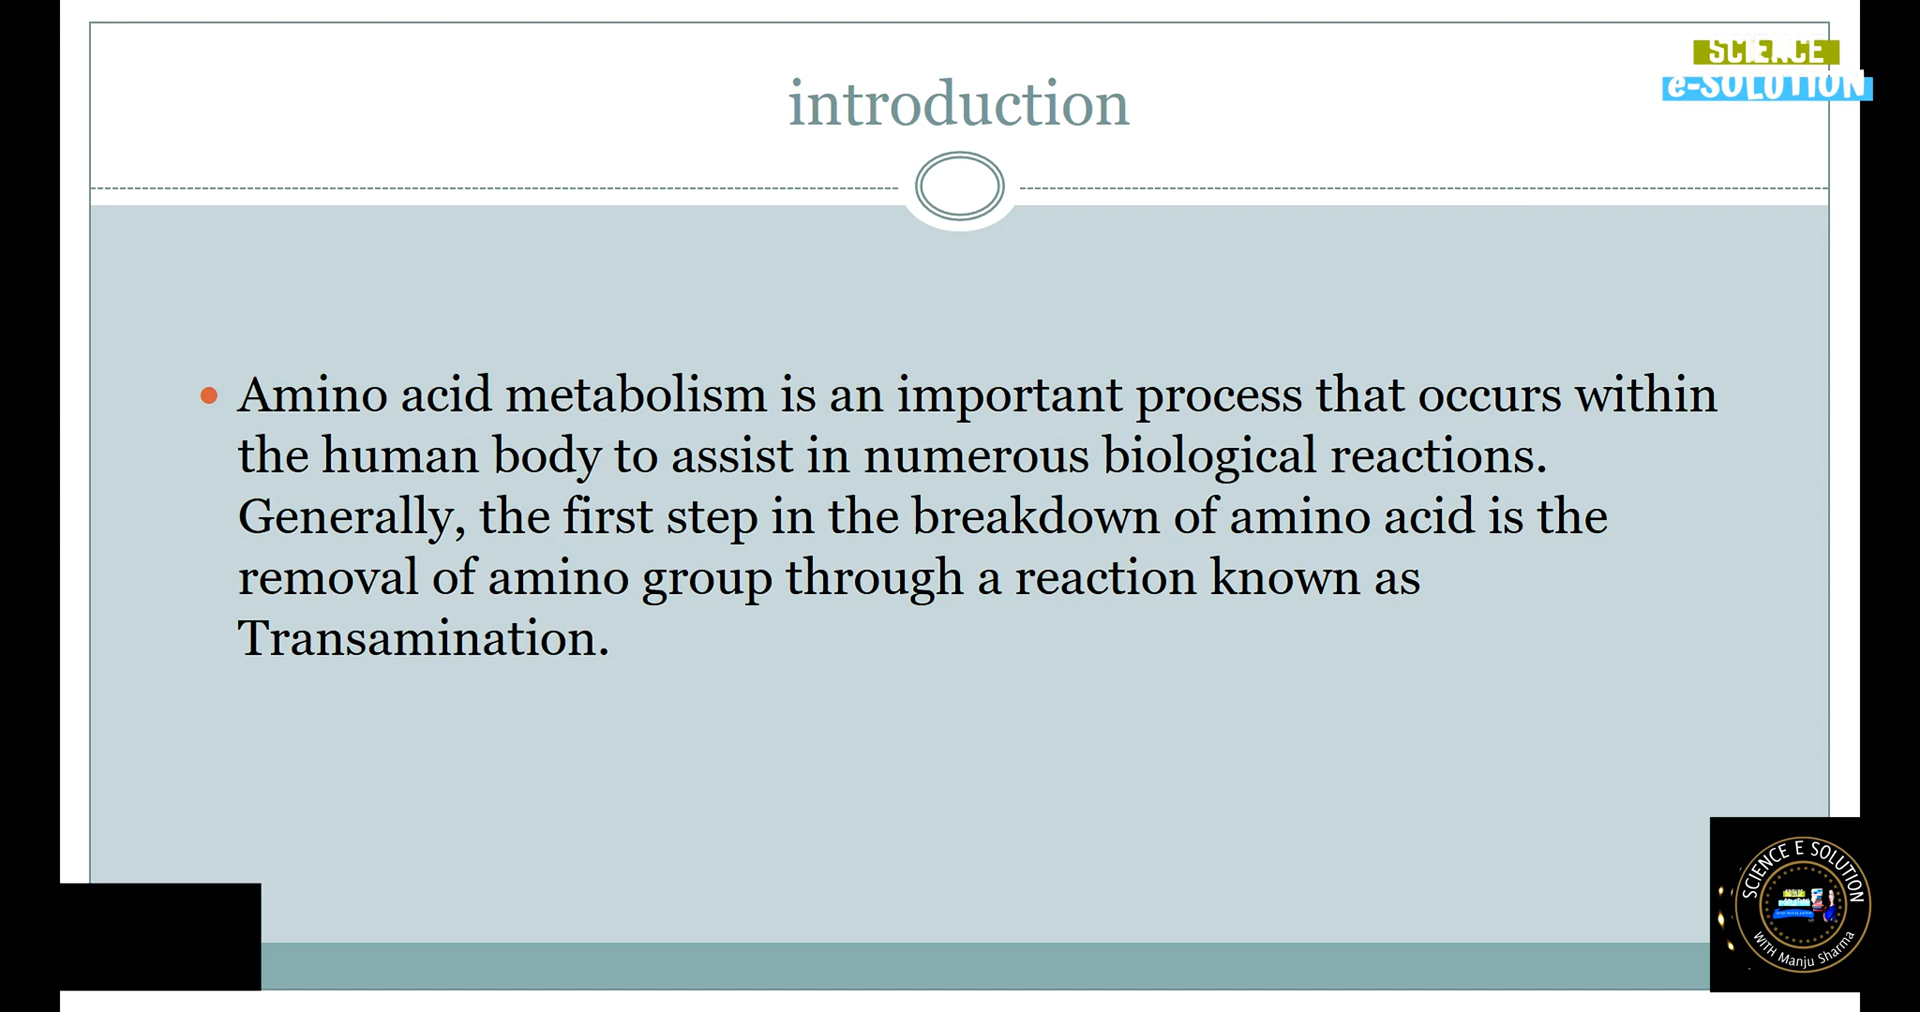 introduction
SCIENCE
e-SOLUTION
Amino acid metabolism is an important process that occurs within
the human body to assist in numerous biological reactions.
Generally, the first step in the breakdown of amino acid is the
removal of amino group through a reaction known as
Transamination.
SCIENCE E SOLUTION
WITH Manju Sharma